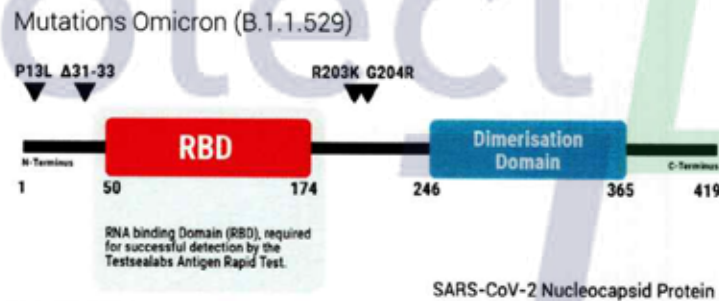 Mutations Omicron (B.1.1.529)
P13L Δ31-33 R203K G204R
RBD
Dimerisation
Domain
N-Terminus C-Terminus
1 50 174 246 365 419
RNA binding Domain (RBD), required
for successful detection by the
Testsealabs Antigen Rapid Test.
SARS-CoV-2 Nucleocapsid Protein